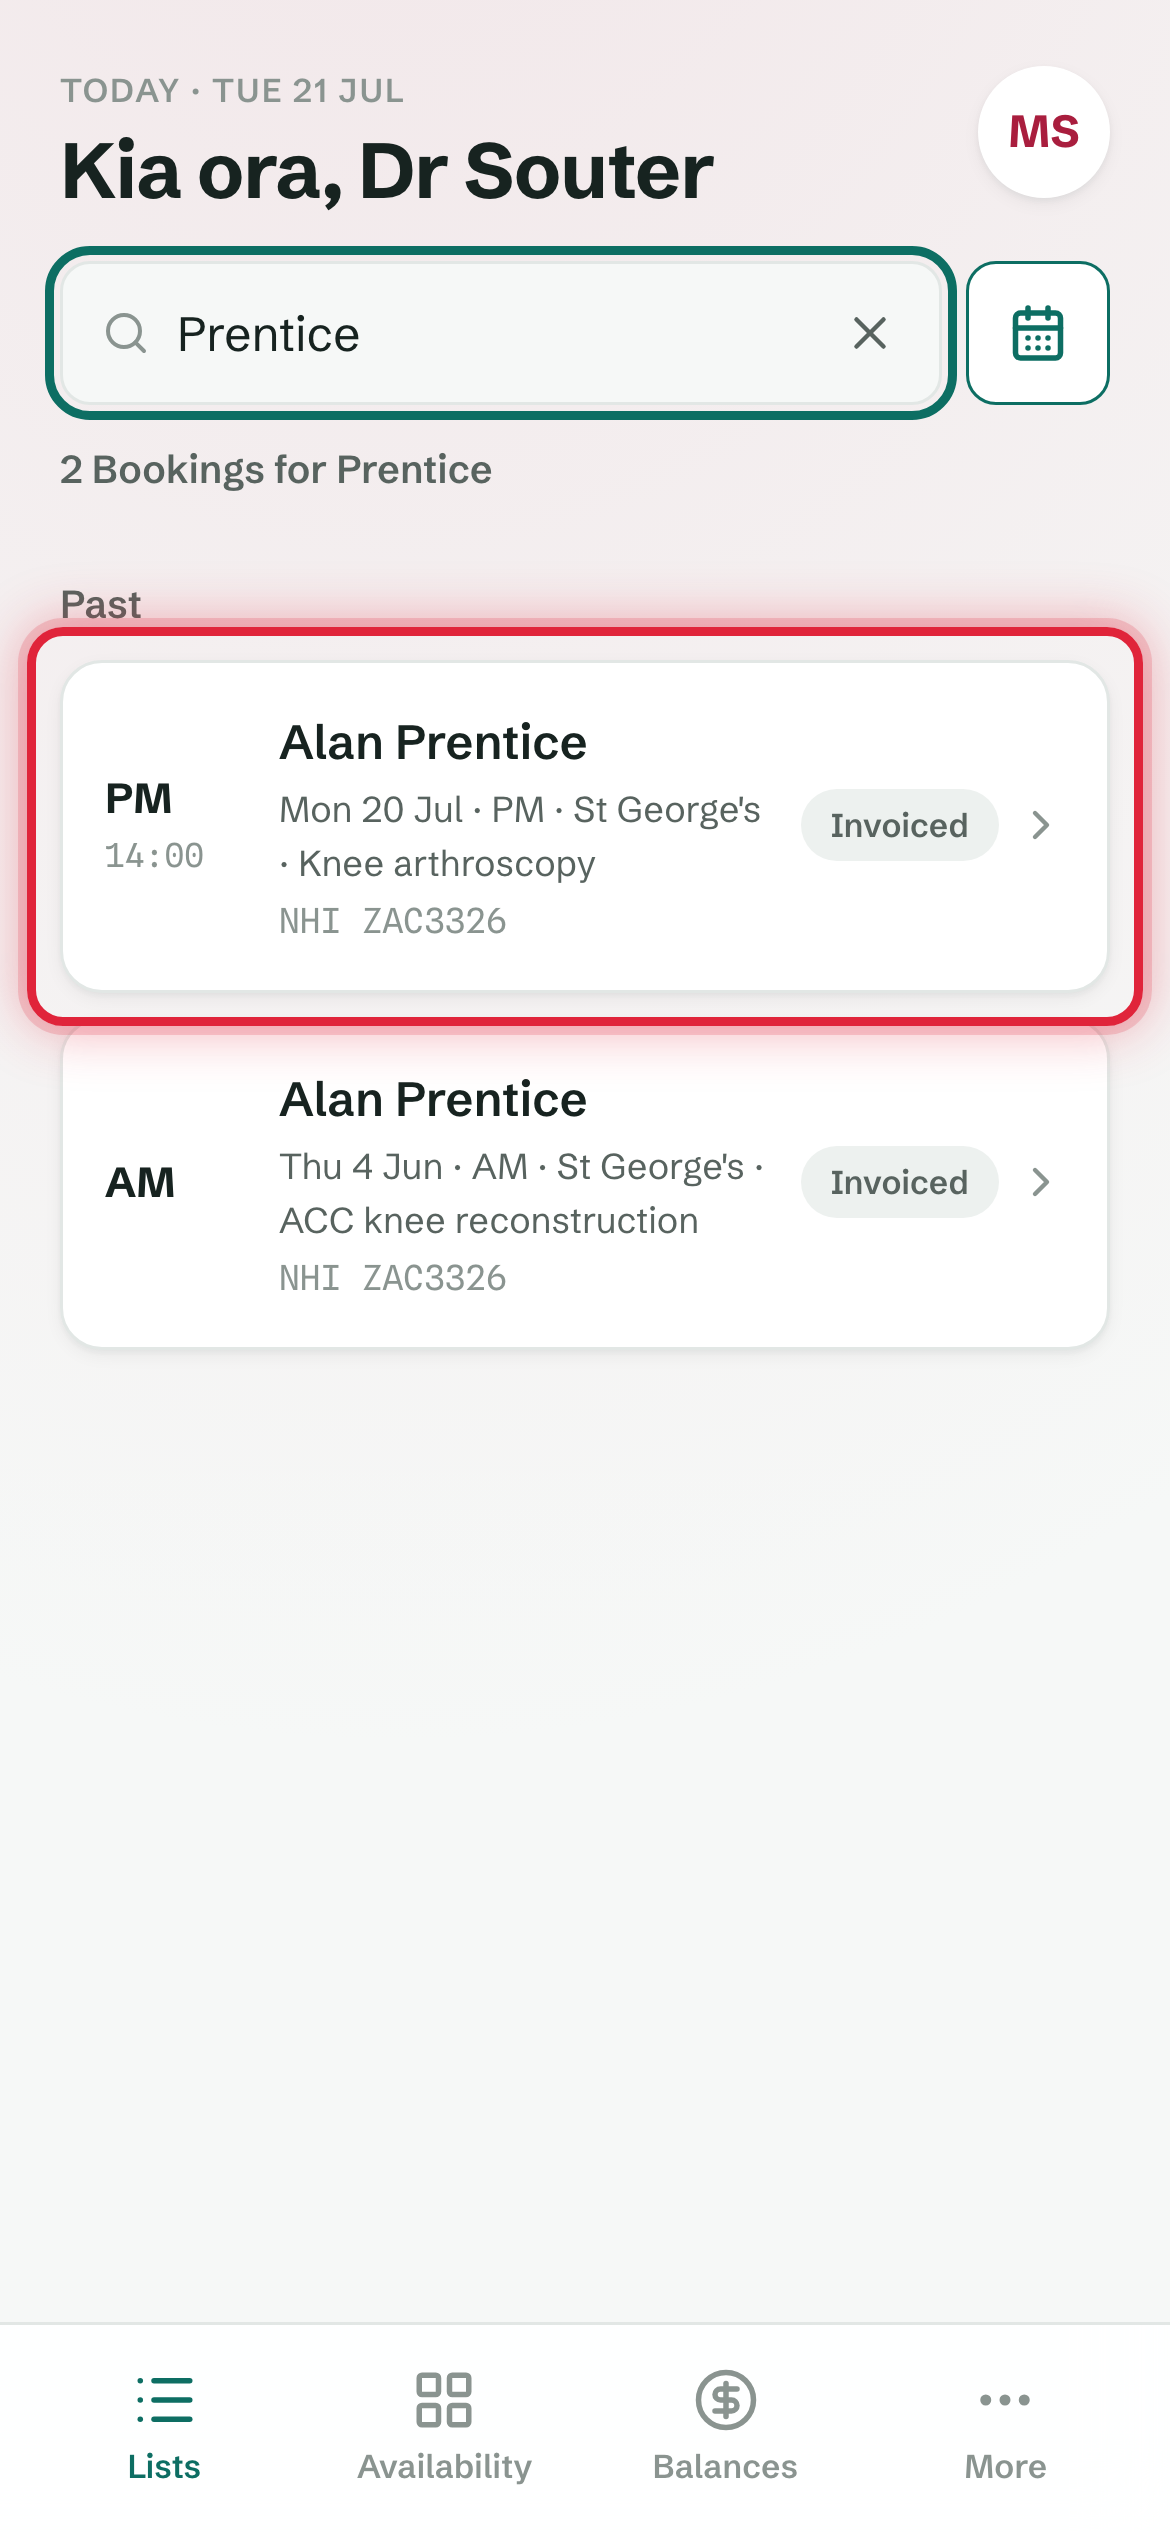 TODAY · TUE 21 JUL
Kia ora, Dr Souter
MS
Prentice
2 Bookings for Prentice
Past
PM
14:00
Alan Prentice
Mon 20 Jul · PM · St George's
· Knee arthroscopy
NHI ZAC3326
Invoiced
AM
Alan Prentice
Thu 4 Jun · AM · St George's ·
ACC knee reconstruction
NHI ZAC3326
Invoiced
Lists
Availability
Balances
More